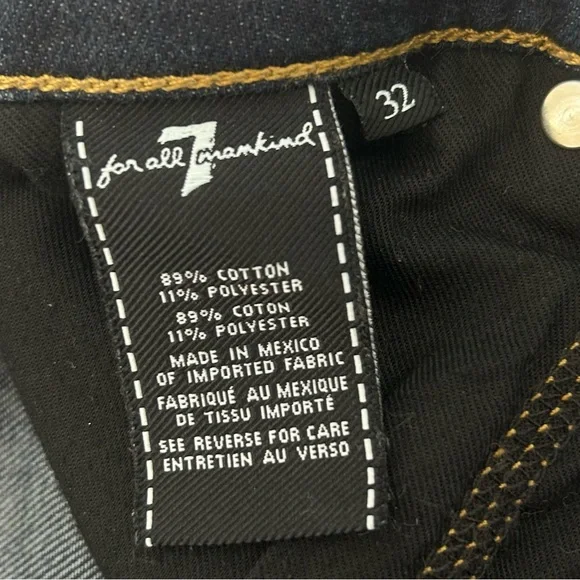 32
for all 7 mankind
89% COTTON
11% POLYESTER
89% COTON
11% POLYESTER
MADE IN MEXICO
OF IMPORTED FABRIC
FABRIQUÉ AU MEXIQUE
DE TISSU IMPORTÉ
SEE REVERSE FOR CARE
ENTRETIEN AU VERSO